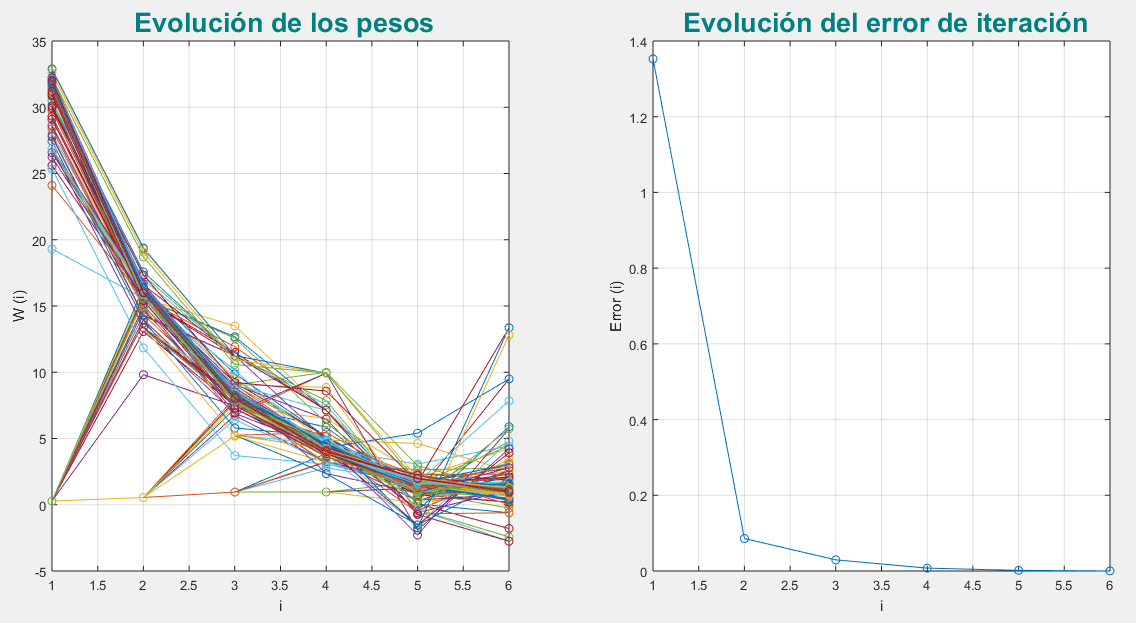 Evolución de los pesos
35
30
25
20
15
10
5
0
-5
W (i)
1 1.5 2 2.5 3 3.5 4 4.5 5 5.5 6
i
Evolución del error de iteración
1.4
1.2
1
0.8
0.6
0.4
0.2
0
Error (i)
1 1.5 2 2.5 3 3.5 4 4.5 5 5.5 6
i